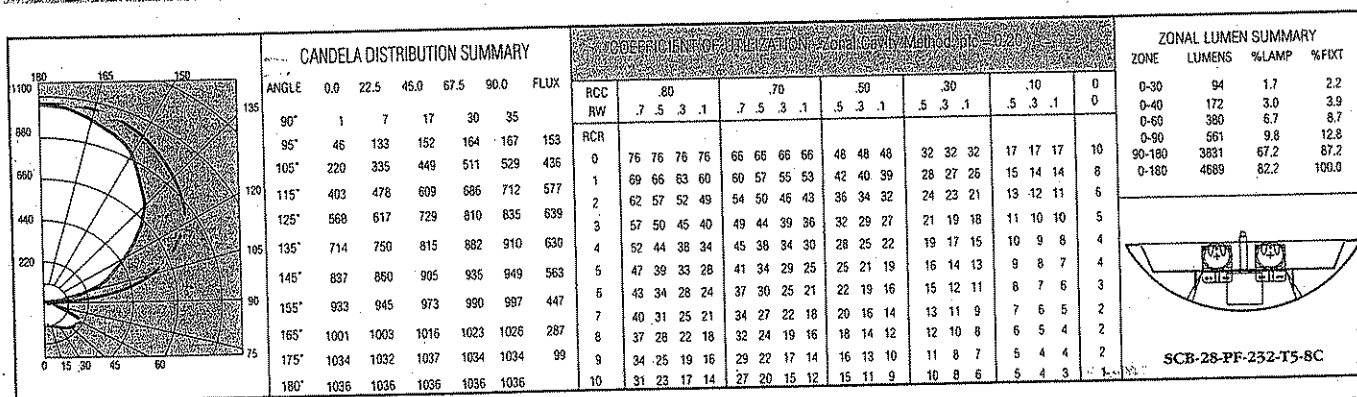 180 165 150
1100
135
880
660
120
440
105
220
90
75
0 15 30 45 60
CANDELA DISTRIBUTION SUMMARY
ANGLE 0.0 22.5 45.0 67.5 90.0 FLUX
90° 1 7 17 30 35
95° 46 133 152 164 167 153
105° 220 335 449 511 529 436
115° 403 478 609 686 712 577
125° 568 617 729 810 835 639
135° 714 750 815 882 910 630
145° 837 860 905 935 949 563
155° 933 945 973 990 997 447
165° 1001 1003 1016 1023 1026 287
175° 1034 1032 1037 1034 1034 99
180° 1036 1036 1036 1036 1036
COEFFICIENT OF UTILIZATION - Zonal Cavity Method pfc = 0.20
RCC .80 .70 .50 .30 .10 0
RW .7 .5 .3 .1 .7 .5 .3 .1 .5 .3 .1 .5 .3 .1 .5 .3 .1 0
RCR
0 76 76 76 76 66 66 66 66 48 48 48 32 32 32 17 17 17 10
1 69 66 63 60 60 57 55 53 42 40 39 28 27 26 15 14 14 8
2 62 57 52 49 54 50 46 43 36 34 32 24 23 21 13 12 11 6
3 57 50 45 40 49 44 39 36 32 29 27 21 19 18 11 10 10 5
4 52 44 38 34 45 38 34 30 28 25 22 19 17 15 10 9 8 4
5 47 39 33 28 41 34 29 25 25 21 19 16 14 13 9 8 7 4
6 43 34 28 24 37 30 25 21 22 19 16 15 12 11 8 7 6 3
7 40 31 25 21 34 27 22 18 20 16 14 13 11 9 7 6 5 2
8 37 28 22 18 32 24 19 16 18 14 12 12 10 8 6 5 4 2
9 34 25 19 16 29 22 17 14 16 13 10 11 8 7 5 4 4 2
10 31 23 17 14 27 20 15 12 15 11 9 10 8 6 5 4 3 1
ZONAL LUMEN SUMMARY
ZONE LUMENS %LAMP %FIXT
0-30 94 1.7 2.2
0-40 172 3.0 3.9
0-60 380 6.7 8.7
0-90 561 9.8 12.8
90-180 3831 67.2 87.2
0-180 4689 82.2 100.0
SCB-28-PF-232-T5-8C